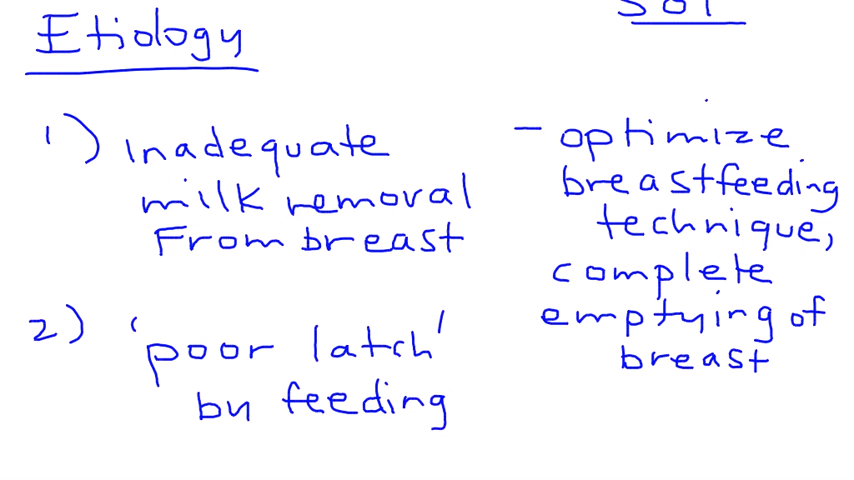 Etiology
1) inadequate
milk removal
From breast
2) 'poor latch'
by feeding
- optimize
breastfeeding
technique,
complete
emptying of
breast